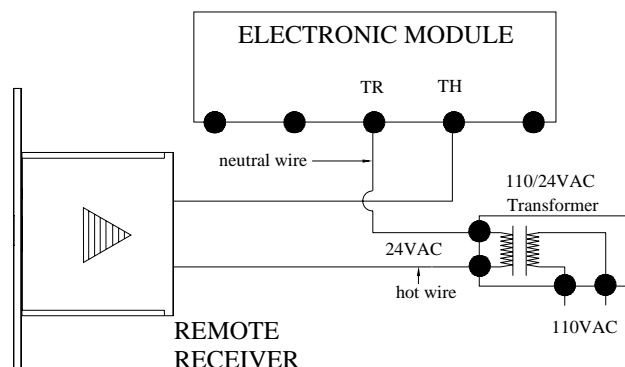 ELECTRONIC MODULE
TR TH
neutral wire
110/24VAC
Transformer
24VAC
hot wire
110VAC
REMOTE
RECEIVER